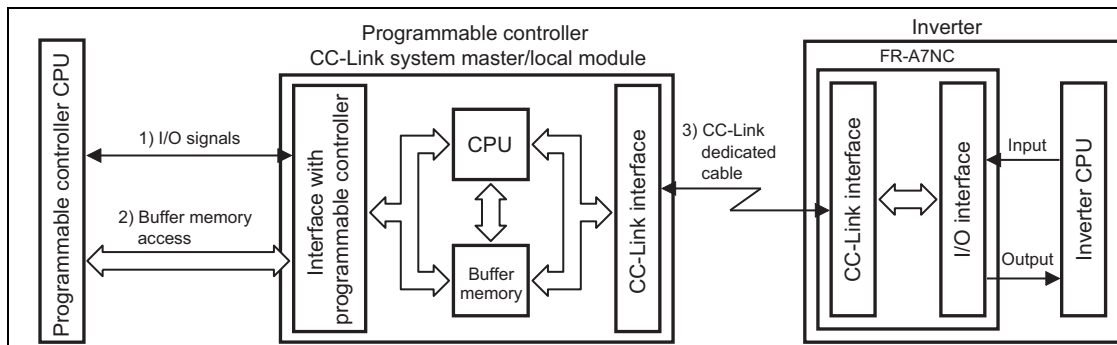 Programmable controller
CC-Link system master/local module
Inverter
FR-A7NC
Programmable controller CPU
1) I/O signals
2) Buffer memory
access
Interface with
programmable controller
CPU
Buffer
memory
CC-Link interface
3) CC-Link
dedicated
cable
CC-Link interface
I/O interface
Input
Output
Inverter CPU